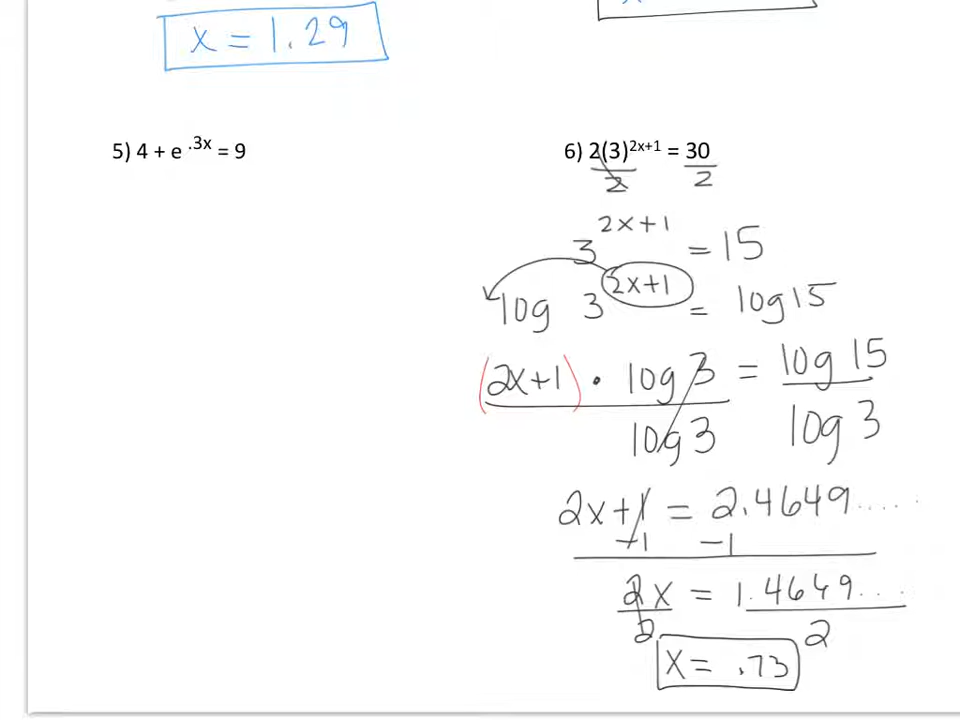 x = 1.29
5) 4 + e^.3x = 9
6) 2(3)^2x+1 = 30
2 2
3^2x+1 = 15
log 3^2x+1 = log 15
(2x+1) · log 3 = log 15
log 3 log 3
2x+1 = 2.4649....
-1 -1
2x = 1.4649...
2 2
x = .73